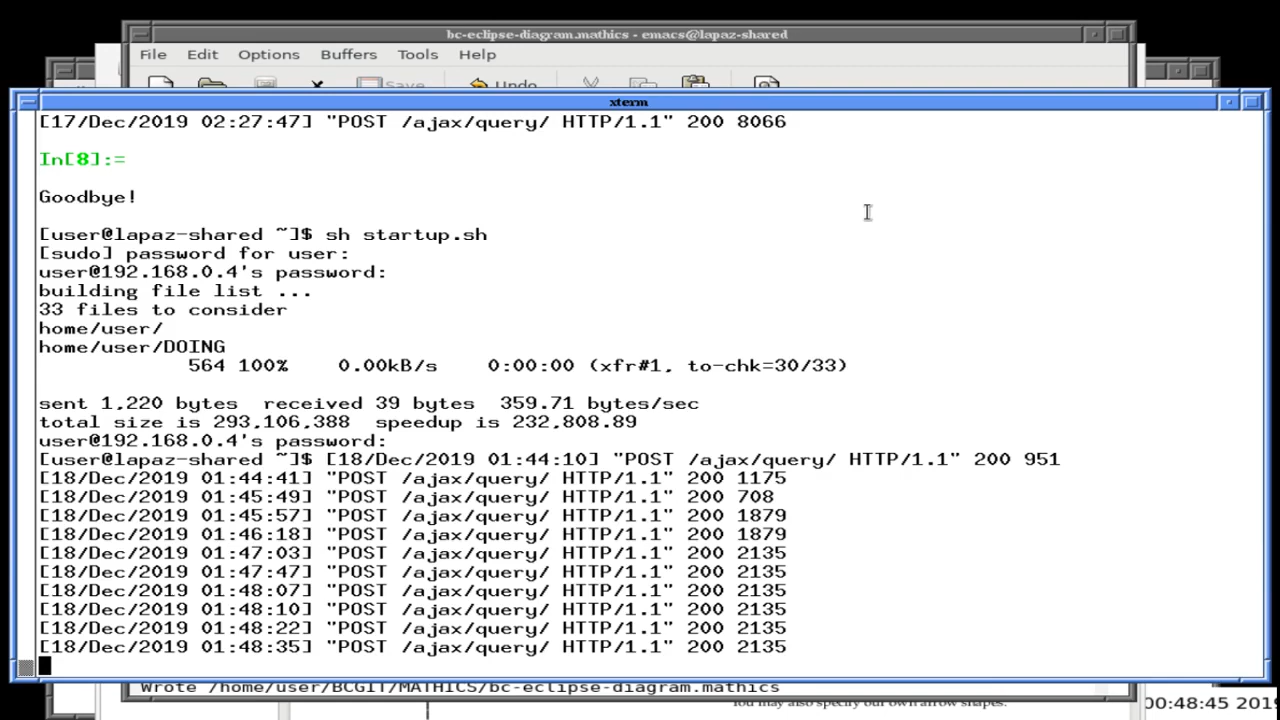 bc-eclipse-diagram.mathics - emacs@lapaz-shared
File Edit Options Buffers Tools Help
Save Undo
xterm
[17/Dec/2019 02:27:47] "POST /ajax/query/ HTTP/1.1" 200 8066
In[8]:=
Goodbye!
[user@lapaz-shared ~]$ sh startup.sh
[sudo] password for user:
user@192.168.0.4's password:
building file list ...
33 files to consider
home/user/
home/user/DOING
564 100% 0.00kB/s 0:00:00 (xfr#1, to-chk=30/33)
sent 1,220 bytes received 39 bytes 359.71 bytes/sec
total size is 293,106,388 speedup is 232,808.89
user@192.168.0.4's password:
[user@lapaz-shared ~]$ [18/Dec/2019 01:44:10] "POST /ajax/query/ HTTP/1.1" 200 951
[18/Dec/2019 01:44:41] "POST /ajax/query/ HTTP/1.1" 200 1175
[18/Dec/2019 01:45:49] "POST /ajax/query/ HTTP/1.1" 200 708
[18/Dec/2019 01:45:57] "POST /ajax/query/ HTTP/1.1" 200 1879
[18/Dec/2019 01:46:18] "POST /ajax/query/ HTTP/1.1" 200 1879
[18/Dec/2019 01:47:03] "POST /ajax/query/ HTTP/1.1" 200 2135
[18/Dec/2019 01:47:47] "POST /ajax/query/ HTTP/1.1" 200 2135
[18/Dec/2019 01:48:07] "POST /ajax/query/ HTTP/1.1" 200 2135
[18/Dec/2019 01:48:10] "POST /ajax/query/ HTTP/1.1" 200 2135
[18/Dec/2019 01:48:22] "POST /ajax/query/ HTTP/1.1" 200 2135
[18/Dec/2019 01:48:35] "POST /ajax/query/ HTTP/1.1" 200 2135
Wrote /home/user/BCGIT/MATHICS/bc-eclipse-diagram.mathics
You may also specify our own arrow shapes.
00:48:45 2019